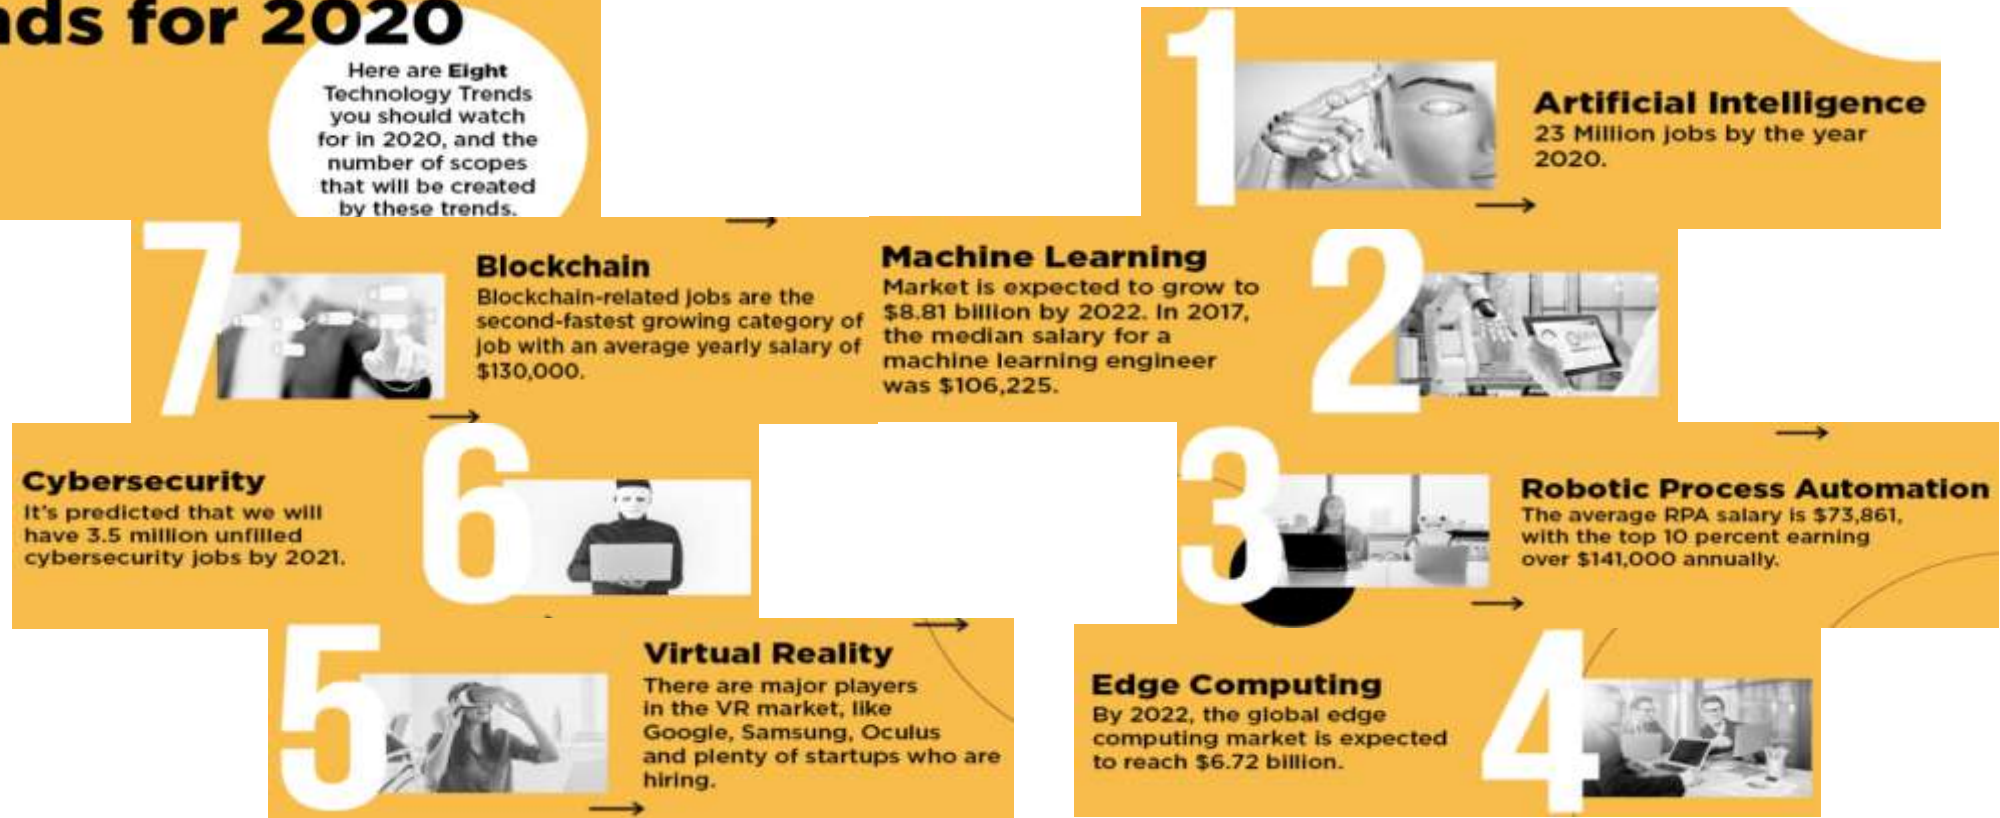 ds for 2020
Here are Eight
Technology Trends
you should watch
for in 2020, and the
number of scopes
that will be created
by these trends.
1
Artificial Intelligence
23 Million jobs by the year
2020.
7
Blockchain
Blockchain-related jobs are the
second-fastest growing category of
job with an average yearly salary of
$130,000.
Machine Learning
Market is expected to grow to
$8.81 billion by 2022. In 2017,
the median salary for a
machine learning engineer
was $106,225.
2
Cybersecurity
It's predicted that we will
have 3.5 million unfilled
cybersecurity jobs by 2021.
6
3
Robotic Process Automation
The average RPA salary is $73,861,
with the top 10 percent earning
over $141,000 annually.
5
Virtual Reality
There are major players
in the VR market, like
Google, Samsung, Oculus
and plenty of startups who are
hiring.
Edge Computing
By 2022, the global edge
computing market is expected
to reach $6.72 billion.
4